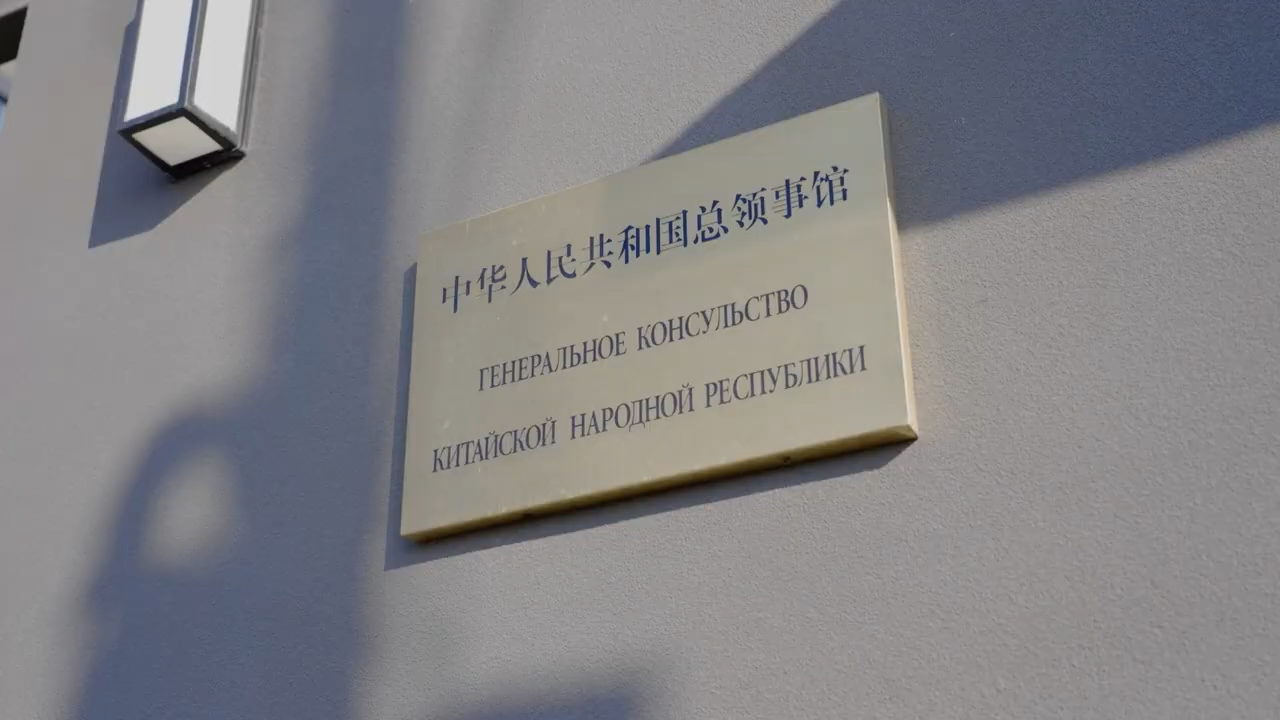 中华人民共和国总领事馆
ГЕНЕРАЛЬНОЕ КОНСУЛЬСТВО
КИТАЙСКОЙ НАРОДНОЙ РЕСПУБЛИКИ